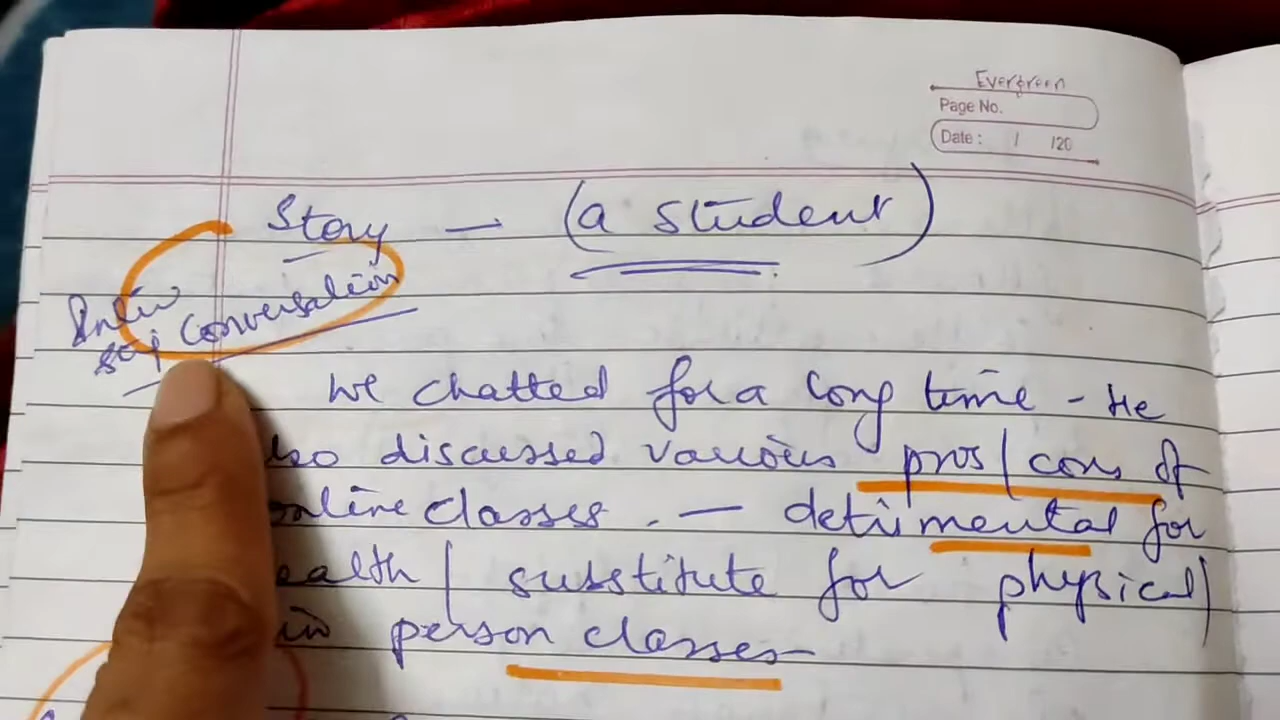 Evergreen
Page No.
Date : / /20
Story — (a student)
Conversation
We chatted for a long time - He
discussed various pros/cons of
classes. — detrimental for
substitute for physical/
in person classes